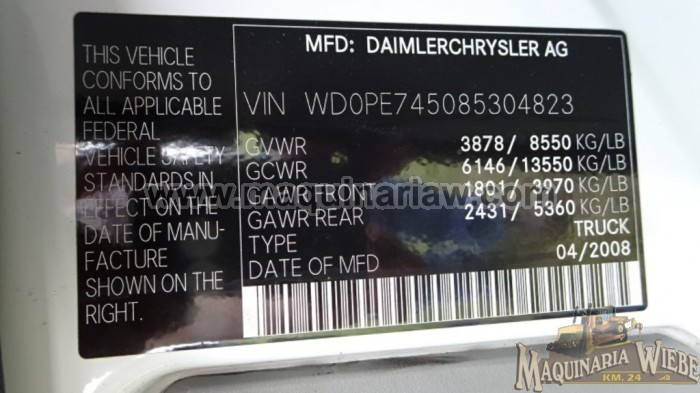 THIS VEHICLE
CONFORMS TO
ALL APPLICABLE
FEDERAL
VEHICLE SAFETY
STANDARDS IN
EFFECT ON THE
DATE OF MANU-
FACTURE
SHOWN ON THE
RIGHT.
MFD: DAIMLERCHRYSLER AG
VIN WD0PE745085304823
GVWR 3878/ 8550 KG/LB
GCWR 6146/13550 KG/LB
GAWR FRONT 1801/ 3970 KG/LB
GAWR REAR 2431/ 5360 KG/LB
TYPE TRUCK
DATE OF MFD 04/2008
MAQUINARIA WIEBE
KM. 24